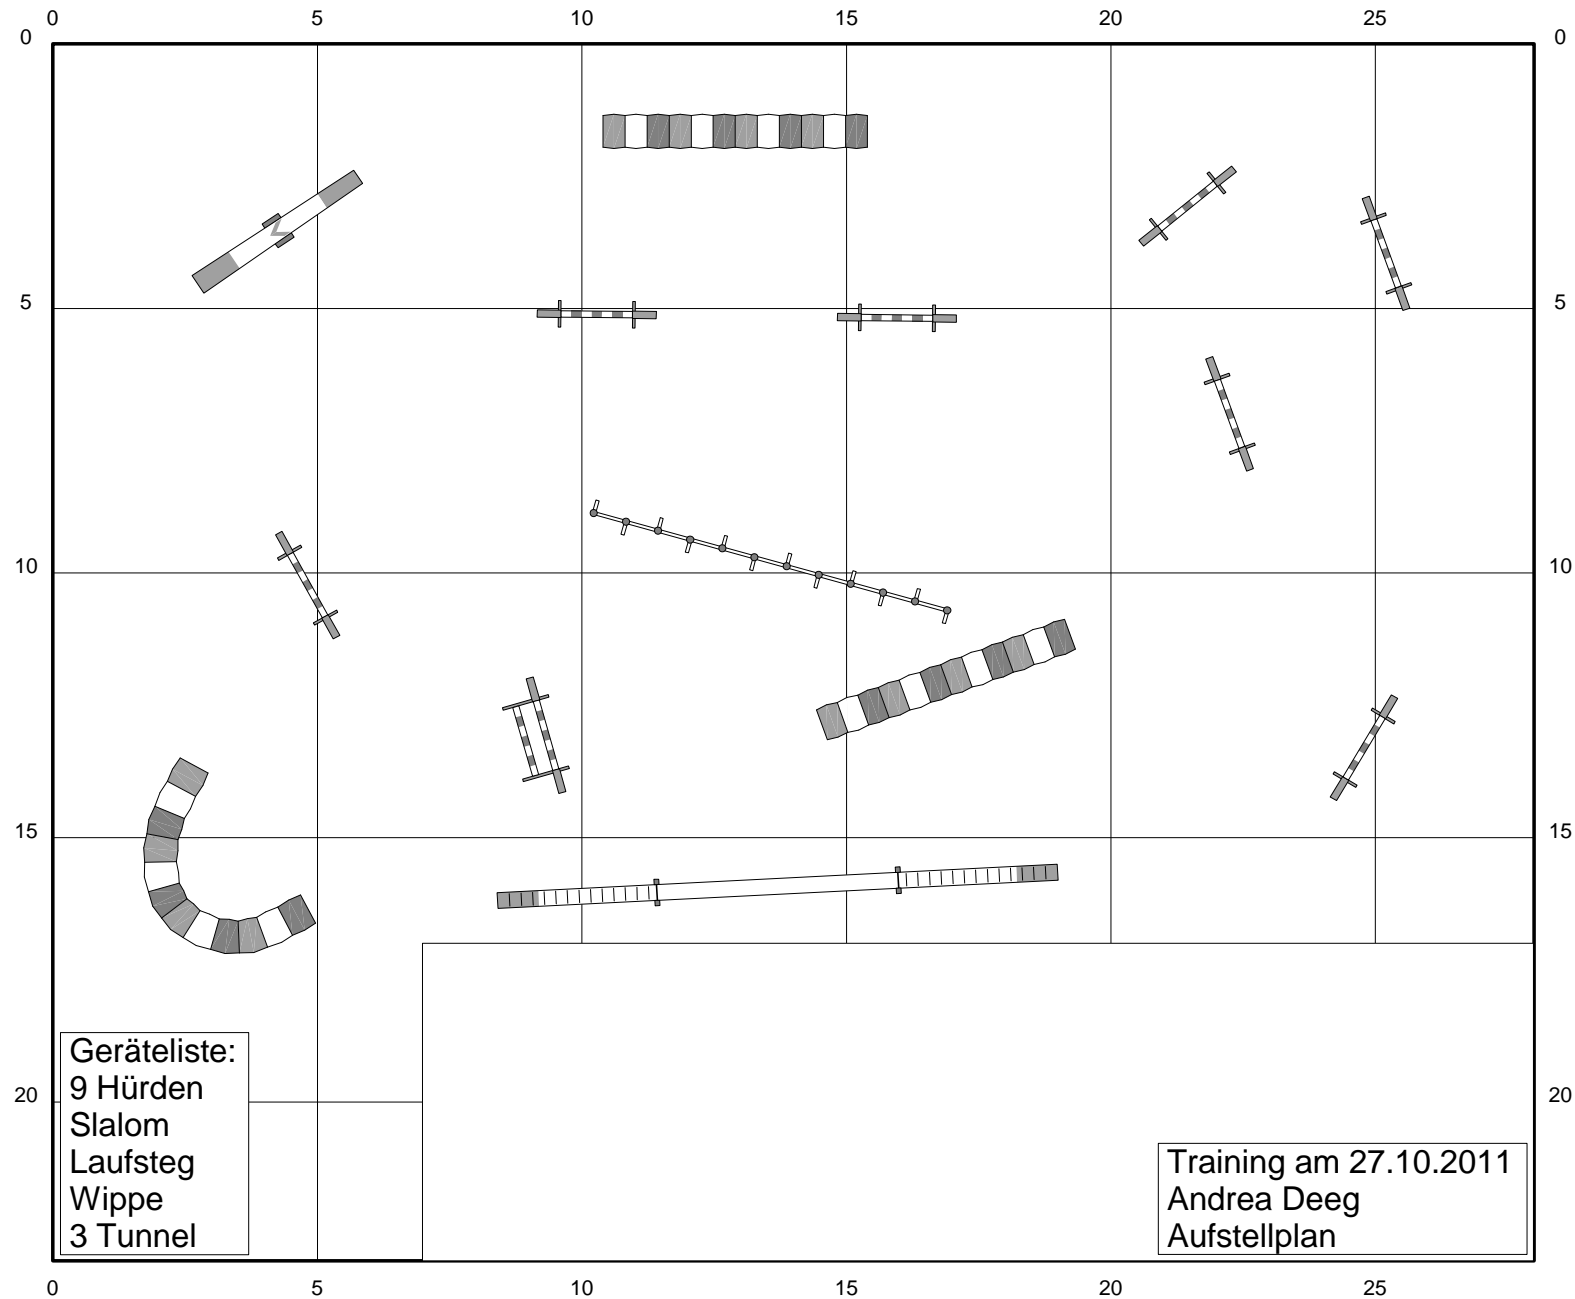 0 5 10 15 20 25
0 0
5 5
10 10
15 15
Geräteliste:
9 Hürden
Slalom
Laufsteg
Wippe
3 Tunnel
20 20
Training am 27.10.2011
Andrea Deeg
Aufstellplan
0 5 10 15 20 25